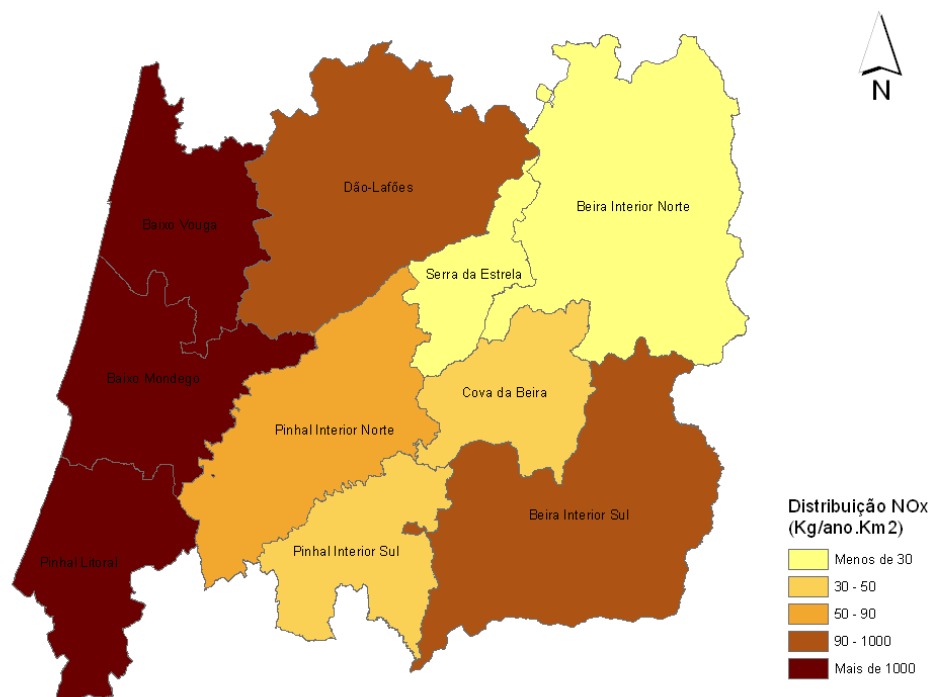 N
Dão-Lafões
Beira Interior Norte
Baixo Vouga
Serra da Estrela
Baixo Mondego
Cova da Beira
Pinhal Interior Norte
Beira Interior Sul
Pinhal Interior Sul
Pinhal Litoral
Distribuição NOx
(Kg/ano.Km2)
Menos de 30
30 - 50
50 - 90
90 - 1000
Mais de 1000